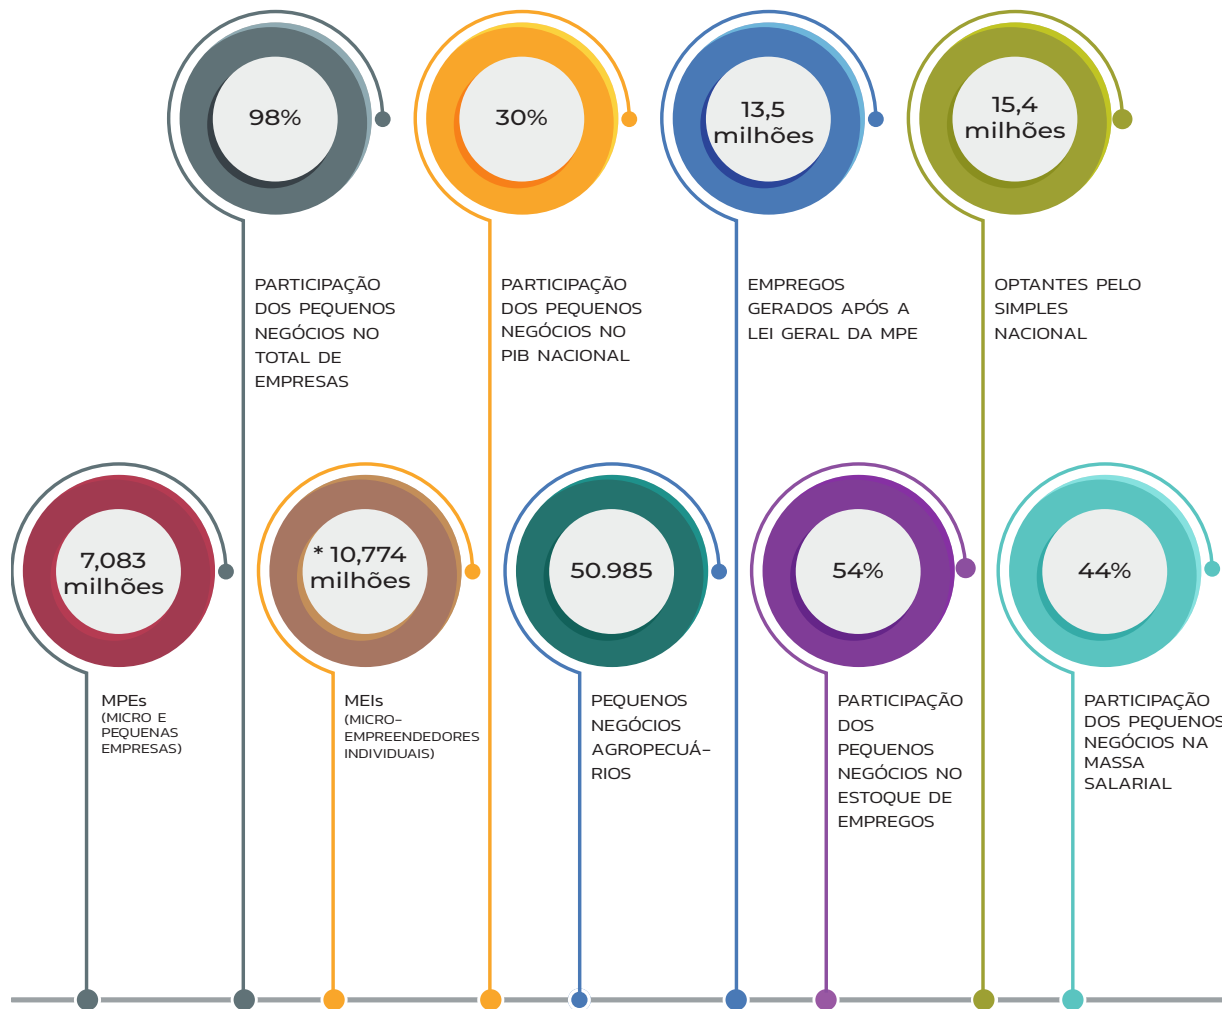 98%
PARTICIPAÇÃO
DOS PEQUENOS
NEGÓCIOS NO
TOTAL DE
EMPRESAS
30%
PARTICIPAÇÃO
DOS PEQUENOS
NEGÓCIOS NO
PIB NACIONAL
13,5
milhões
EMPREGOS
GERADOS APÓS A
LEI GERAL DA MPE
15,4
milhões
OPTANTES PELO
SIMPLES
NACIONAL
7,083
milhões
MPEs
(MICRO E
PEQUENAS
EMPRESAS)
* 10,774
milhões
MEIs
(MICRO-
EMPREENDEDORES
INDIVIDUAIS)
50.985
PEQUENOS
NEGÓCIOS
AGROPECUÁ-
RIOS
54%
PARTICIPAÇÃO
DOS
PEQUENOS
NEGÓCIOS NO
ESTOQUE DE
EMPREGOS
44%
PARTICIPAÇÃO
DOS PEQUENOS
NEGÓCIOS NA
MASSA
SALARIAL